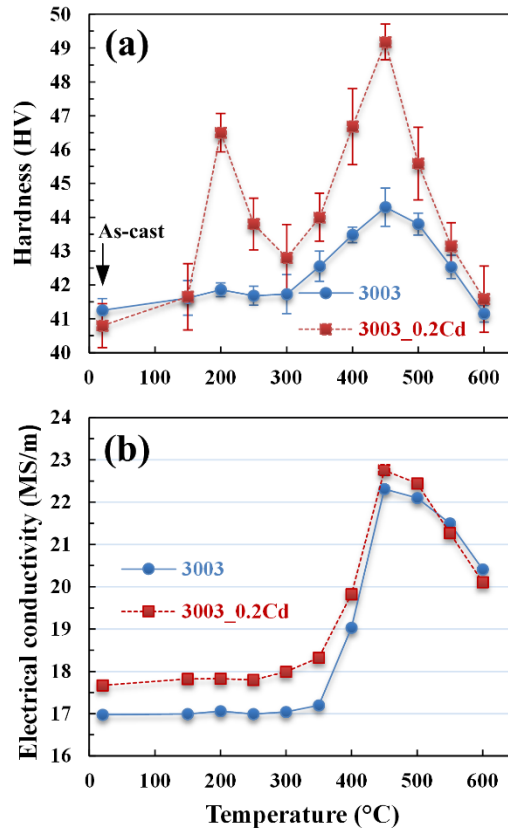 (a)
50
49
48
47
46
45
44
43
42
41
40
Hardness (HV)
As-cast
3003
3003_0.2Cd
0 100 200 300 400 500 600
(b)
24
23
22
21
20
19
18
17
16
Electrical conductivity (MS/m)
3003
3003_0.2Cd
0 100 200 300 400 500 600
Temperature (°C)